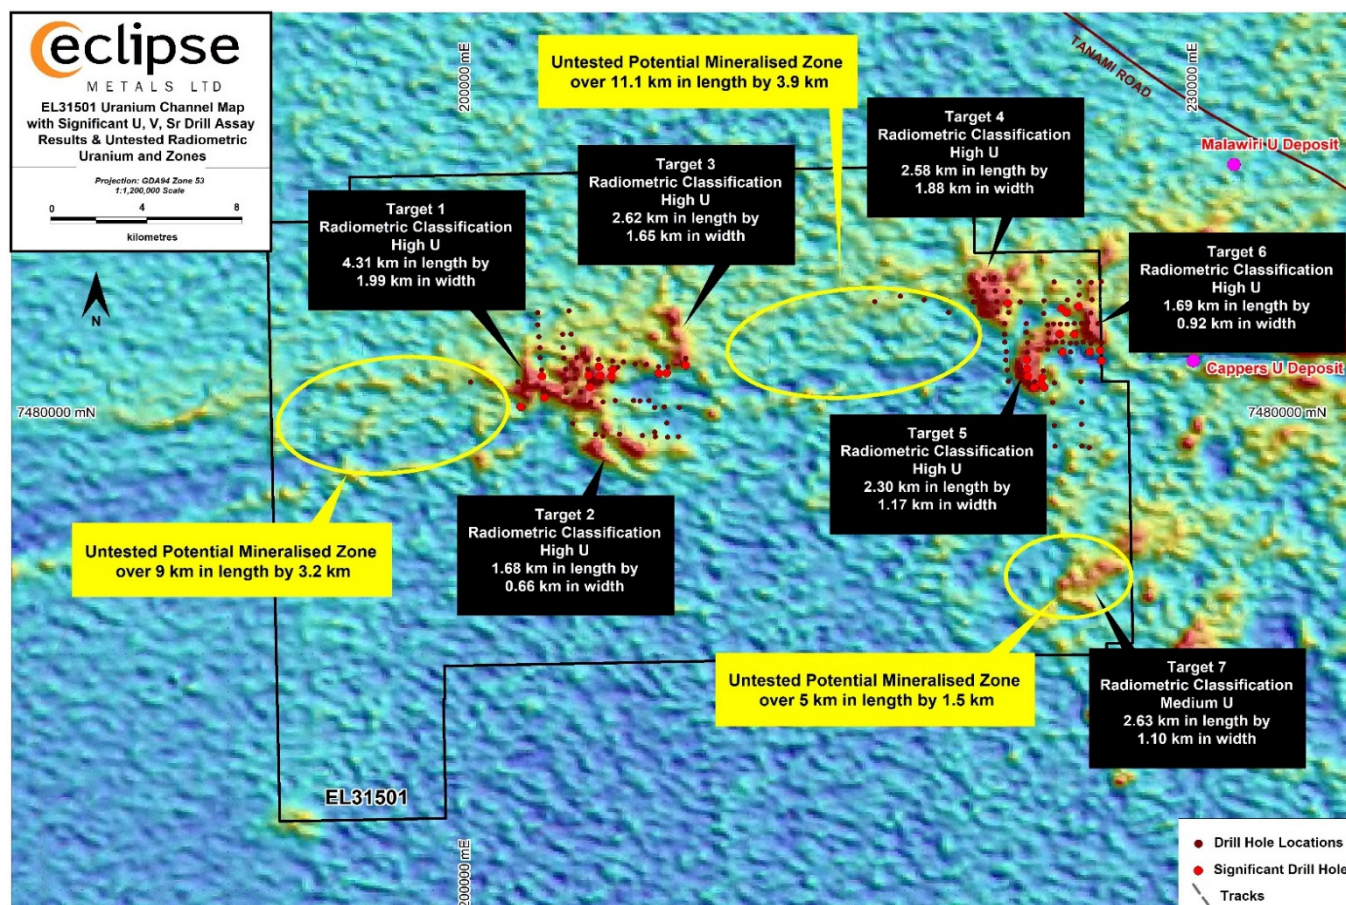 eclipse
METALS LTD
EL31501 Uranium Channel Map
with Significant U, V, Sr Drill Assay
Results & Untested Radiometric
Uranium and Zones
Projection: GDA94 Zone 53
1:1,200,000 Scale
0 4 8
kilometres
N
200000 mE
230000 mE
TANAMI ROAD
Malawiri U Deposit
Untested Potential Mineralised Zone
over 11.1 km in length by 3.9 km
Target 4
Radiometric Classification
High U
2.58 km in length by
1.88 km in width
Target 3
Radiometric Classification
High U
2.62 km in length by
1.65 km in width
Target 1
Radiometric Classification
High U
4.31 km in length by
1.99 km in width
Target 6
Radiometric Classification
High U
1.69 km in length by
0.92 km in width
Cappers U Deposit
7480000 mN
7480000 mN
Target 5
Radiometric Classification
High U
2.30 km in length by
1.17 km in width
Target 2
Radiometric Classification
High U
1.68 km in length by
0.66 km in width
Untested Potential Mineralised Zone
over 9 km in length by 3.2 km
Untested Potential Mineralised Zone
over 5 km in length by 1.5 km
Target 7
Radiometric Classification
Medium U
2.63 km in length by
1.10 km in width
EL31501
200000 mE
Drill Hole Locations
Significant Drill Hole
Tracks